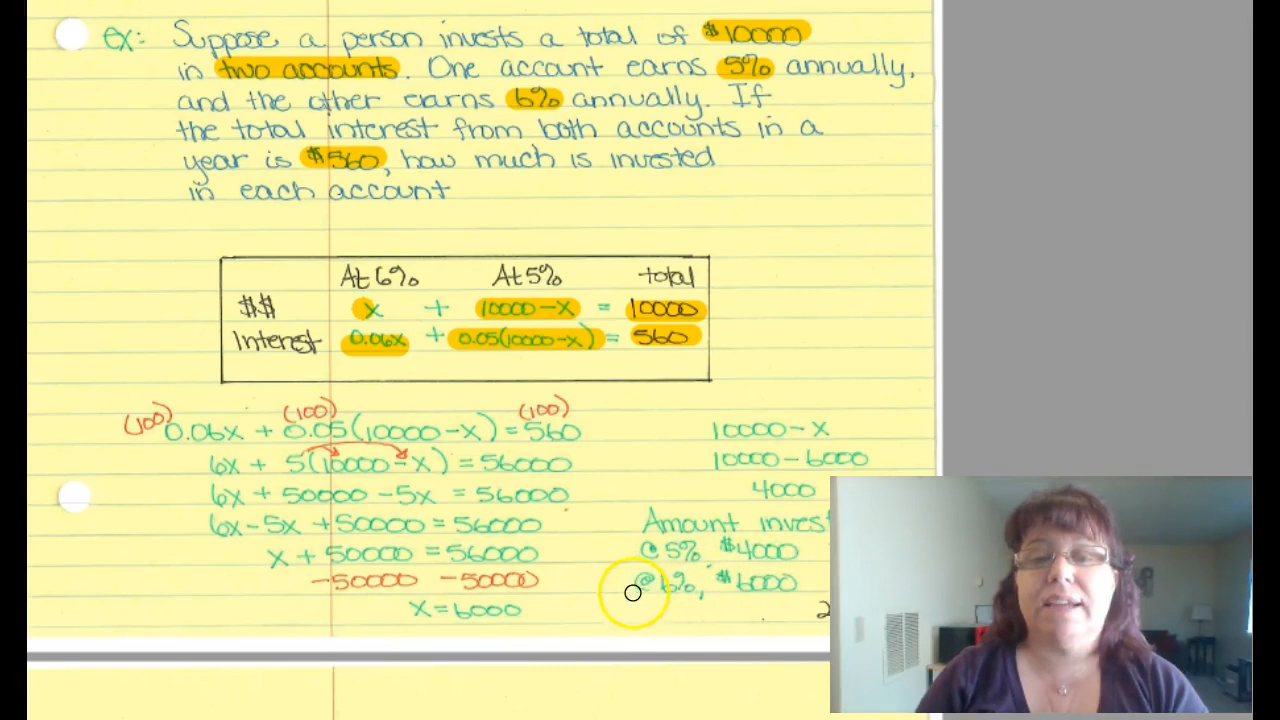 ex: Suppose a person invests a total of $10000
in two accounts. One account earns 5% annually,
and the other earns 6% annually. If
the total interest from both accounts in a
year is $560, how much is invested
in each account
At 6% At 5% total
$$ x + 10000-x = 10000
Interest 0.06x + 0.05(10000-x) = 560
(100) (100) (100)
0.06x + 0.05(10000-x) = 560
6x + 5(10000-x) = 56000
6x + 50000 - 5x = 56000
6x - 5x + 50000 = 56000
x + 50000 = 56000
-50000 -50000
x = 6000
10000-x
10000-6000
4000
Amount invest
@ 5%, $4000
@ 6%, $6000
2